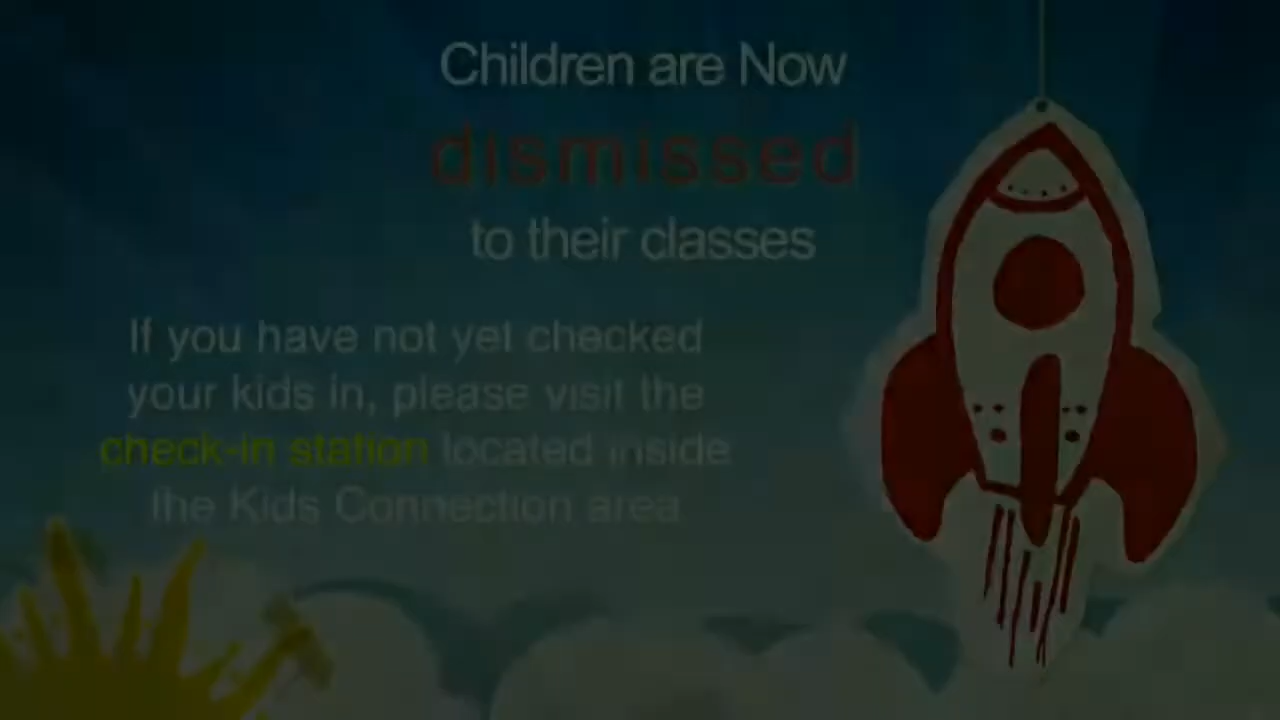 Children are Now
dismissed
to their classes
If you have not yet checked
your kids in, please visit the
check-in station located inside
the Kids Connection area